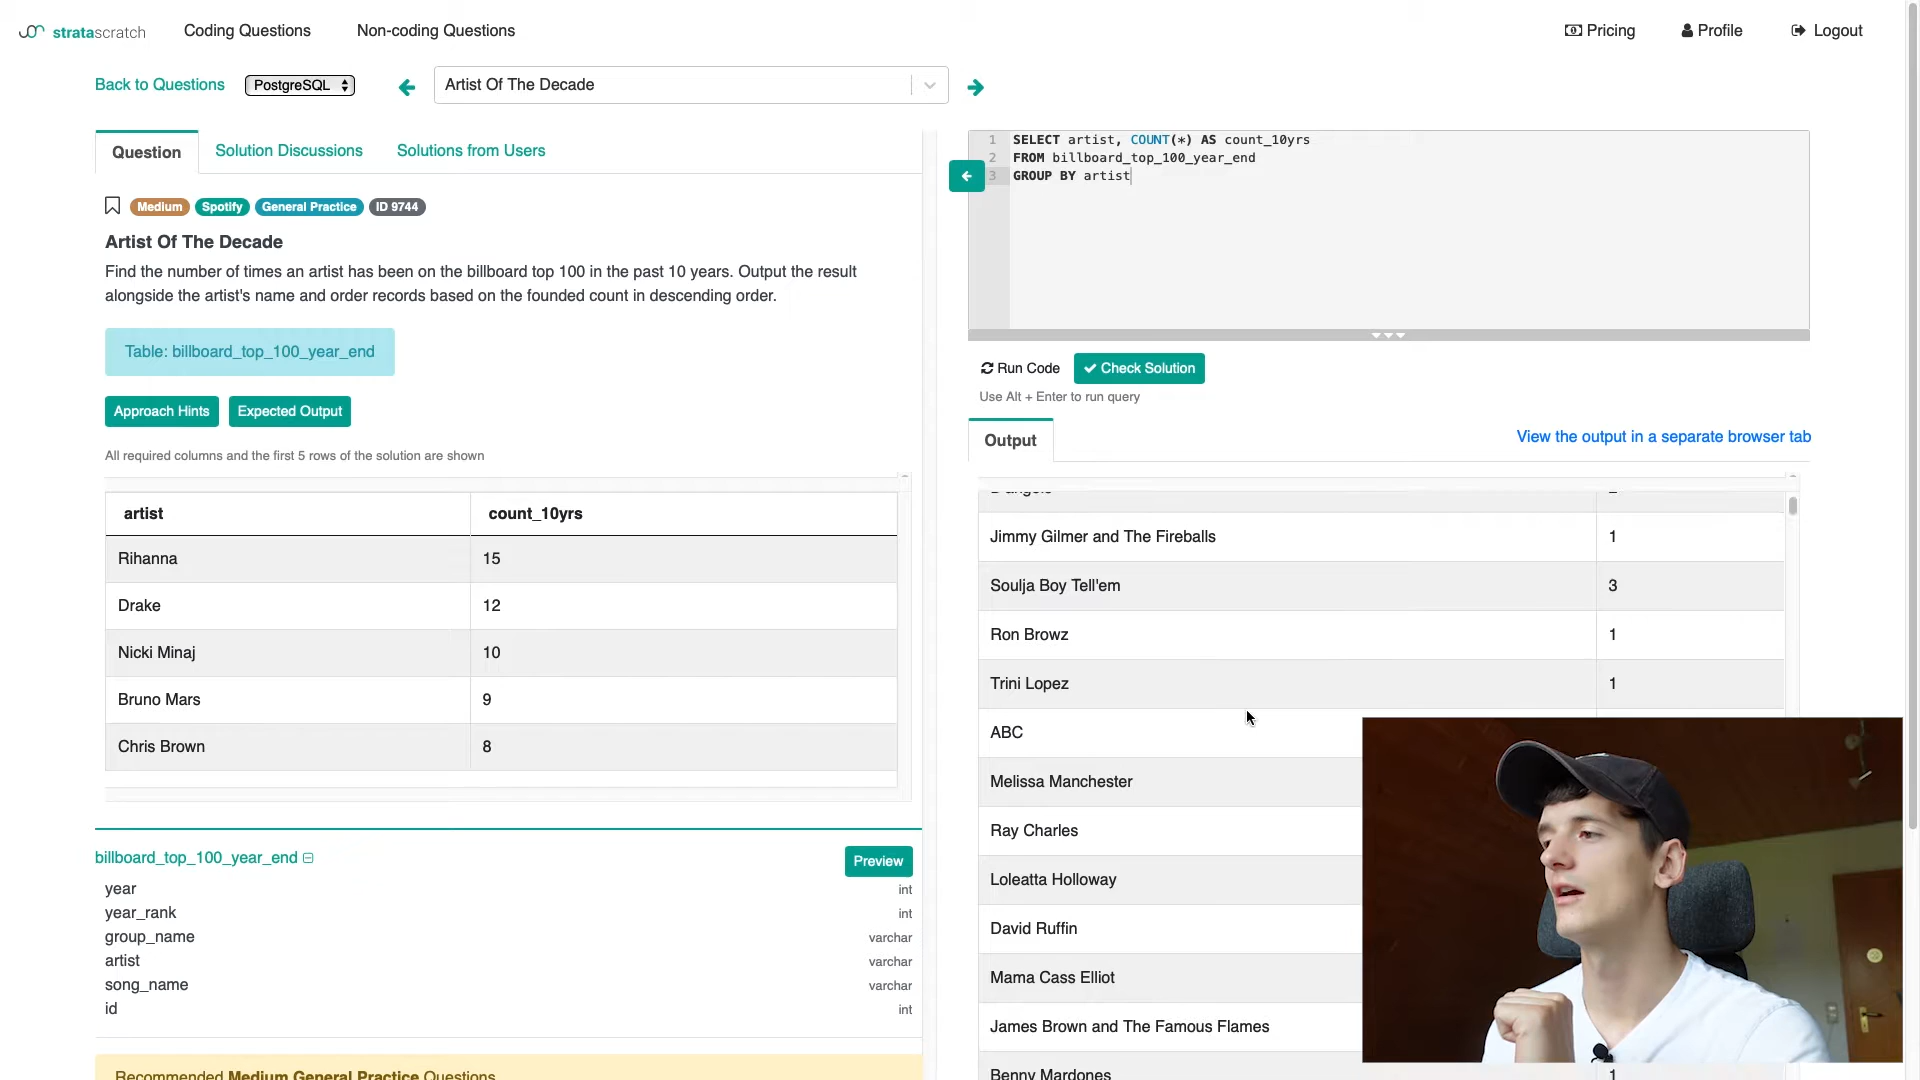 stratascratch
Coding Questions
Non-coding Questions
Pricing
Profile
Logout
Back to Questions
PostgreSQL
Artist Of The Decade
Question
Solution Discussions
Solutions from Users
Medium
Spotify
General Practice
ID 9744
Artist Of The Decade
Find the number of times an artist has been on the billboard top 100 in the past 10 years. Output the result
alongside the artist's name and order records based on the founded count in descending order.
Table: billboard_top_100_year_end
Approach Hints
Expected Output
All required columns and the first 5 rows of the solution are shown
artist count_10yrs
Rihanna 15
Drake 12
Nicki Minaj 10
Bruno Mars 9
Chris Brown 8
billboard_top_100_year_end
Preview
year int
year_rank int
group_name varchar
artist varchar
song_name varchar
id int
Recommended Medium General Practice Questions
1 SELECT artist, COUNT(*) AS count_10yrs
2 FROM billboard_top_100_year_end
3 GROUP BY artist
Run Code
Check Solution
Use Alt + Enter to run query
Output
View the output in a separate browser tab
Jimmy Gilmer and The Fireballs 1
Soulja Boy Tell'em 3
Ron Browz 1
Trini Lopez 1
ABC
Melissa Manchester
Ray Charles
Loleatta Holloway
David Ruffin
Mama Cass Elliot
James Brown and The Famous Flames
Benny Mardones 1